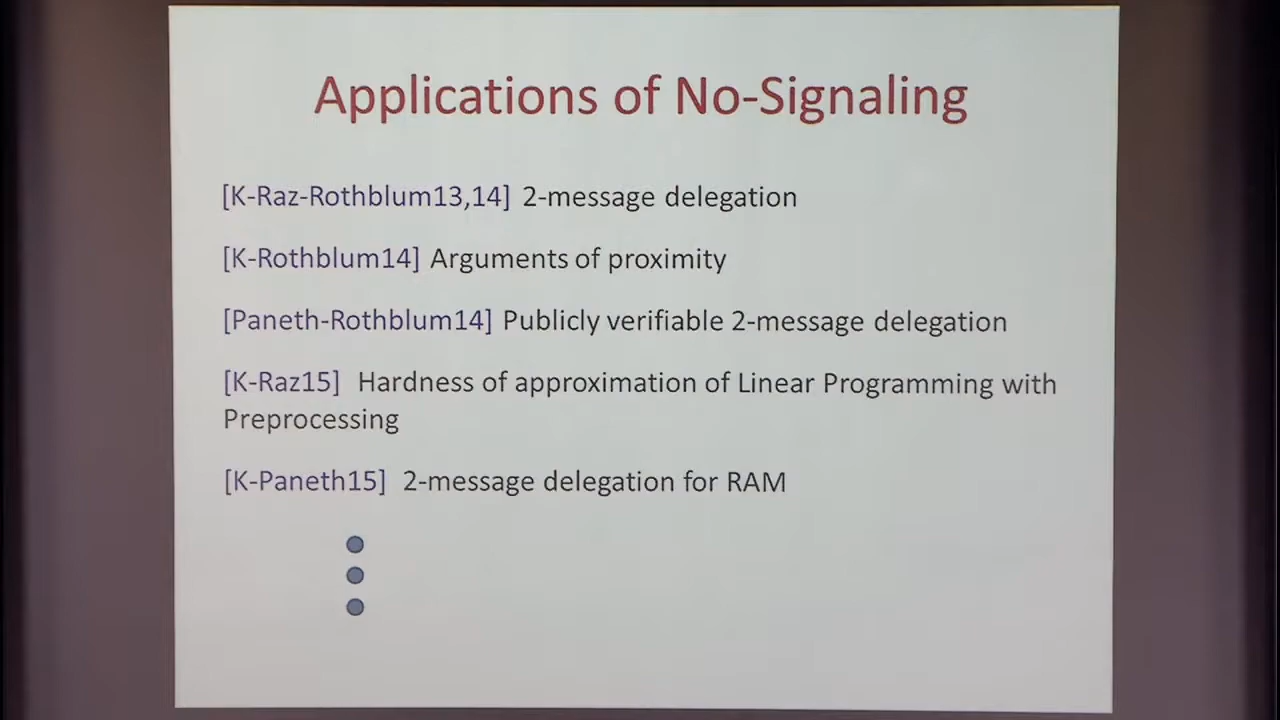 Applications of No-Signaling
[K-Raz-Rothblum13,14] 2-message delegation
[K-Rothblum14] Arguments of proximity
[Paneth-Rothblum14] Publicly verifiable 2-message delegation
[K-Raz15] Hardness of approximation of Linear Programming with
Preprocessing
[K-Paneth15] 2-message delegation for RAM